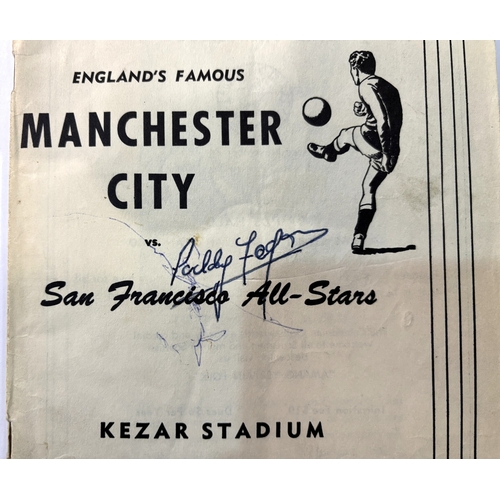 ENGLAND'S FAMOUS
MANCHESTER
CITY
vs.
Paddy Fagan
San Francisco All-Stars
KEZAR STADIUM